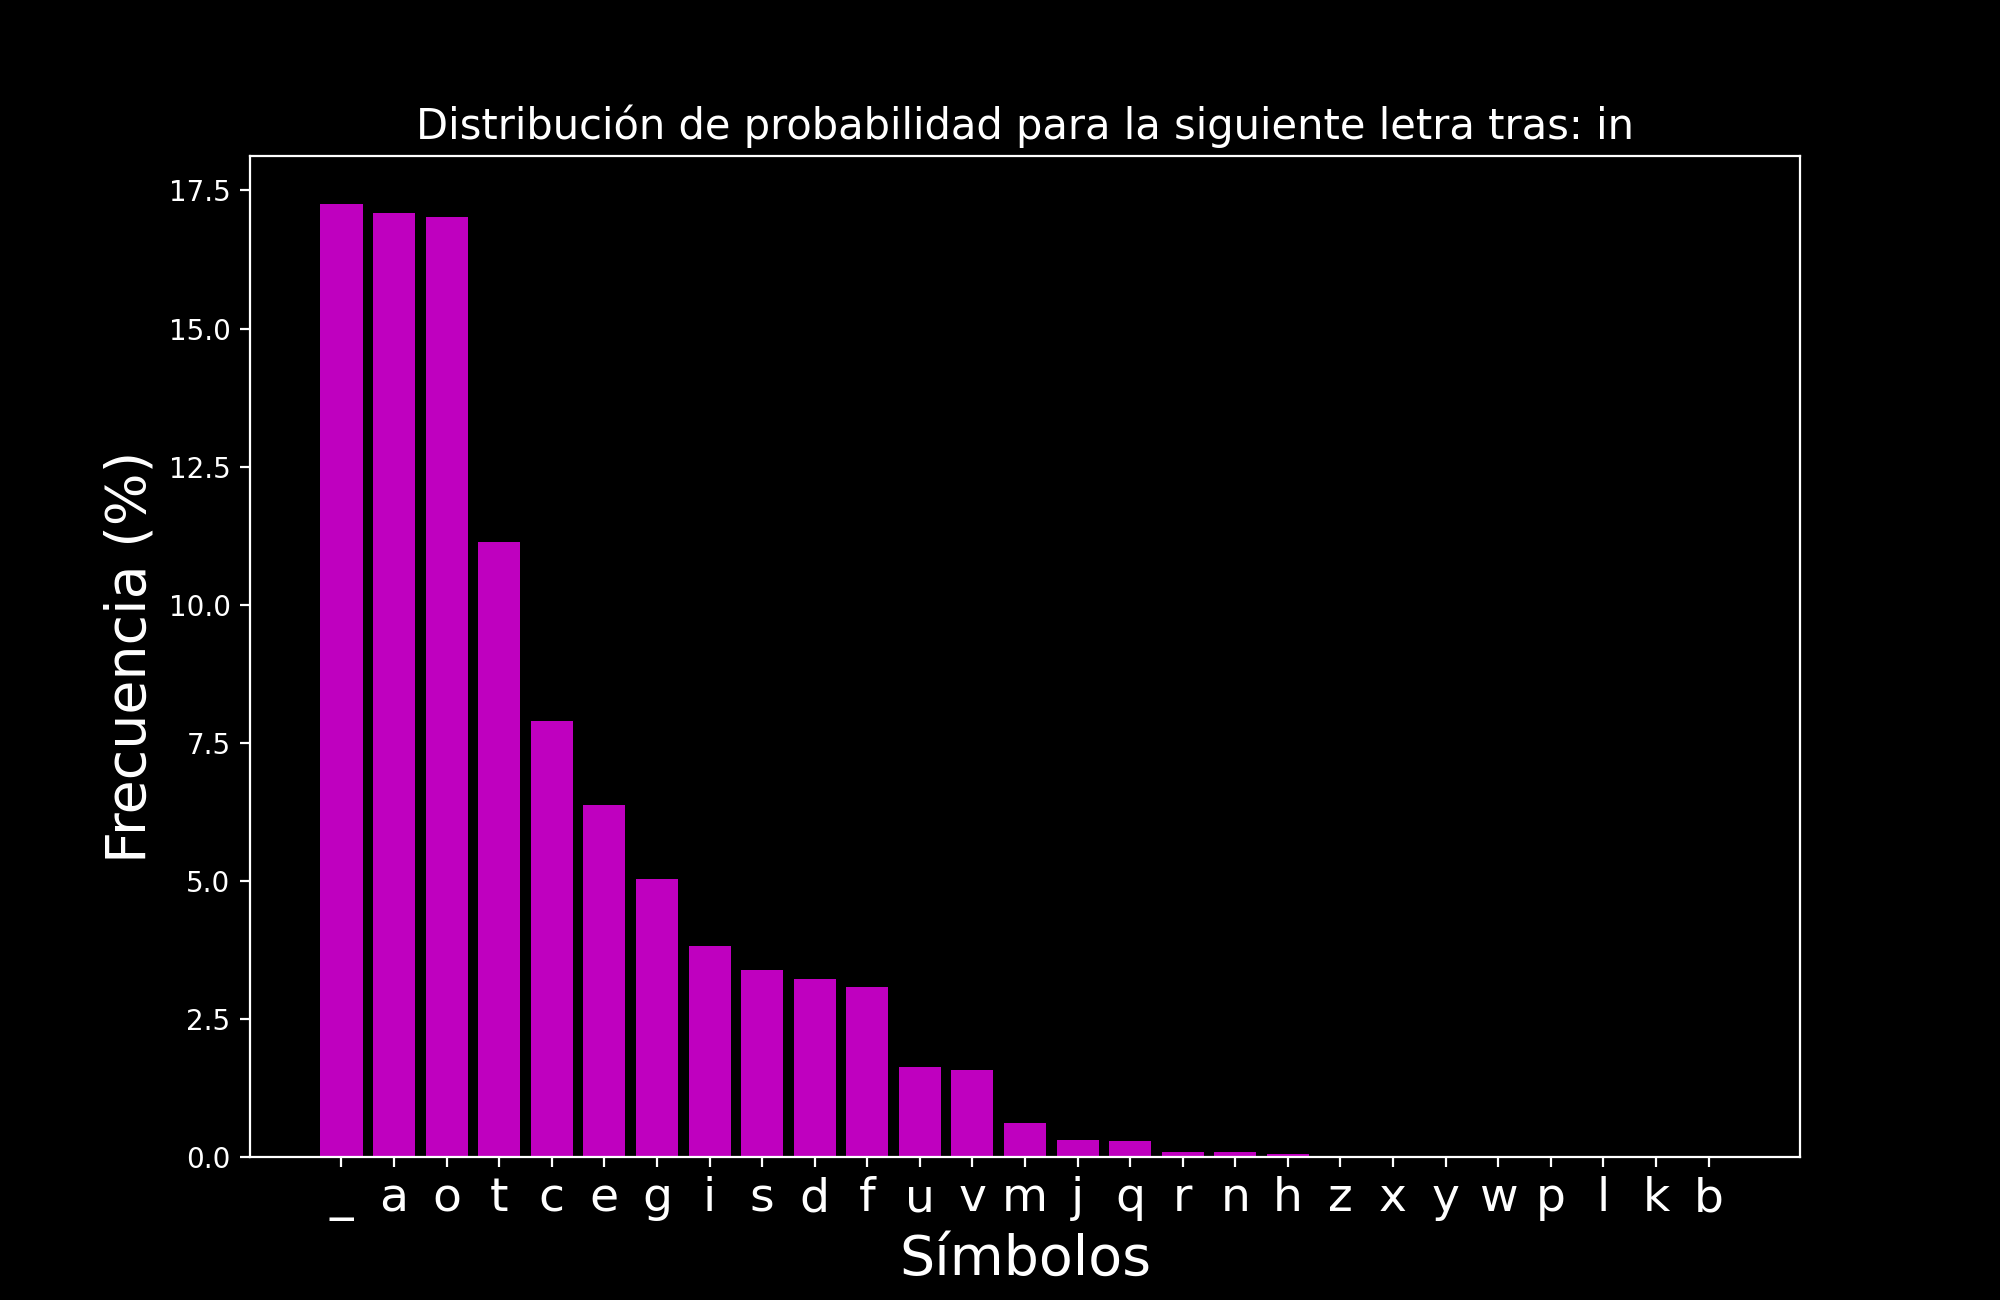 Distribución de probabilidad para la siguiente letra tras: in
Frecuencia (%)
17.5
15.0
12.5
10.0
7.5
5.0
2.5
0.0
_ a o t c e g i s d f u v m j q r n h z x y w p l k b
Símbolos